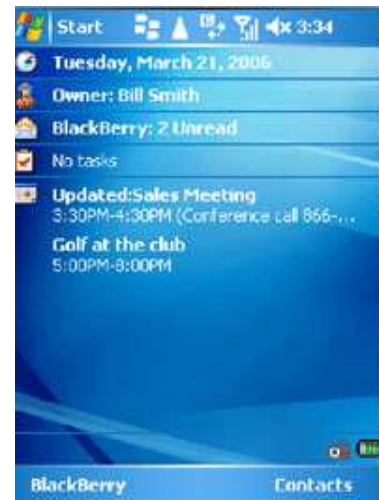 Start 3:34
Tuesday, March 21, 2006
Owner: Bill Smith
BlackBerry: 2 Unread
No tasks
Updated:Sales Meeting
3:30PM-4:30PM (Conference call 866-...
Golf at the club
5:00PM-8:00PM
BlackBerry Contacts